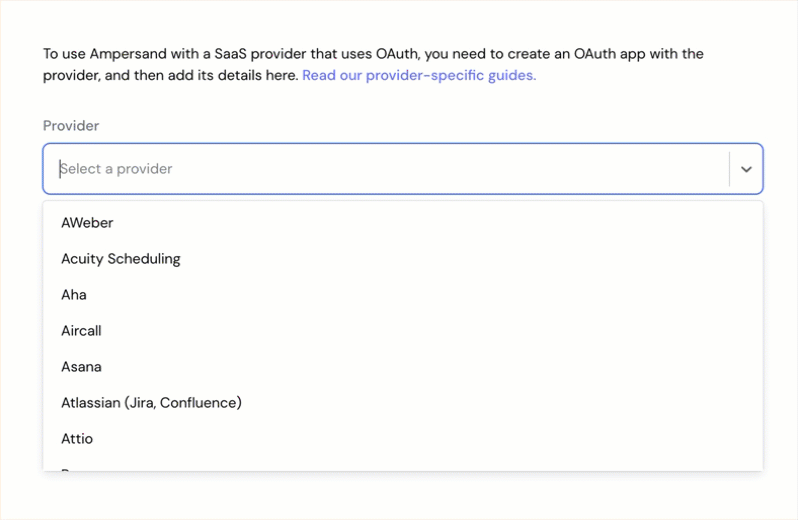 To use Ampersand with a SaaS provider that uses OAuth, you need to create an OAuth app with the
provider, and then add its details here. Read our provider-specific guides.
Provider
Select a provider
AWeber
Acuity Scheduling
Aha
Aircall
Asana
Atlassian (Jira, Confluence)
Attio